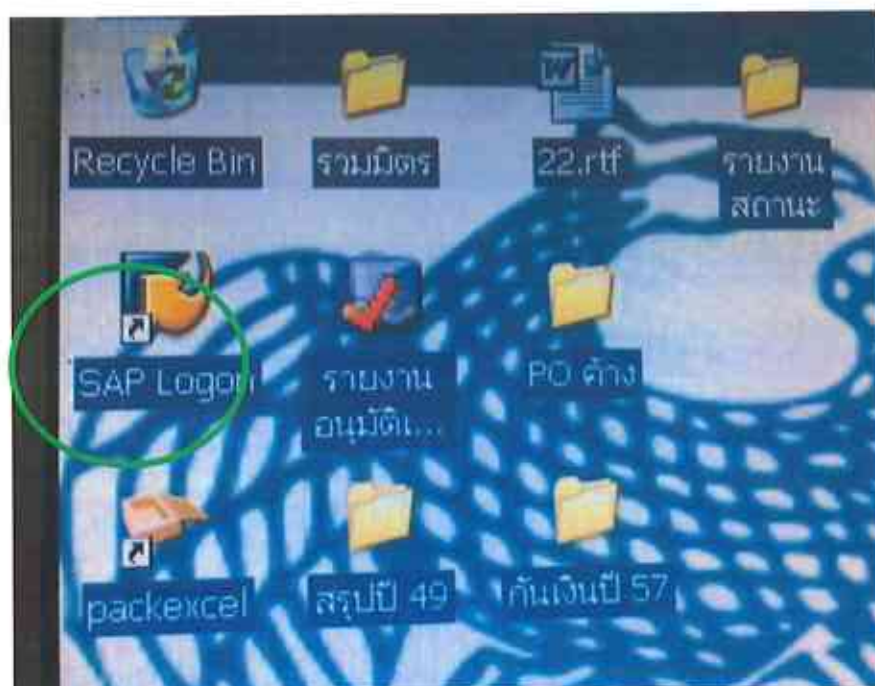 Recycle Bin
รวมมิตร
22.rtf
รายงาน
สถานะ
SAP Logon
รายงาน
อนุมัติเ...
PO ค้าง
packexcel
สรุปปี 49
กันเงินปี 57